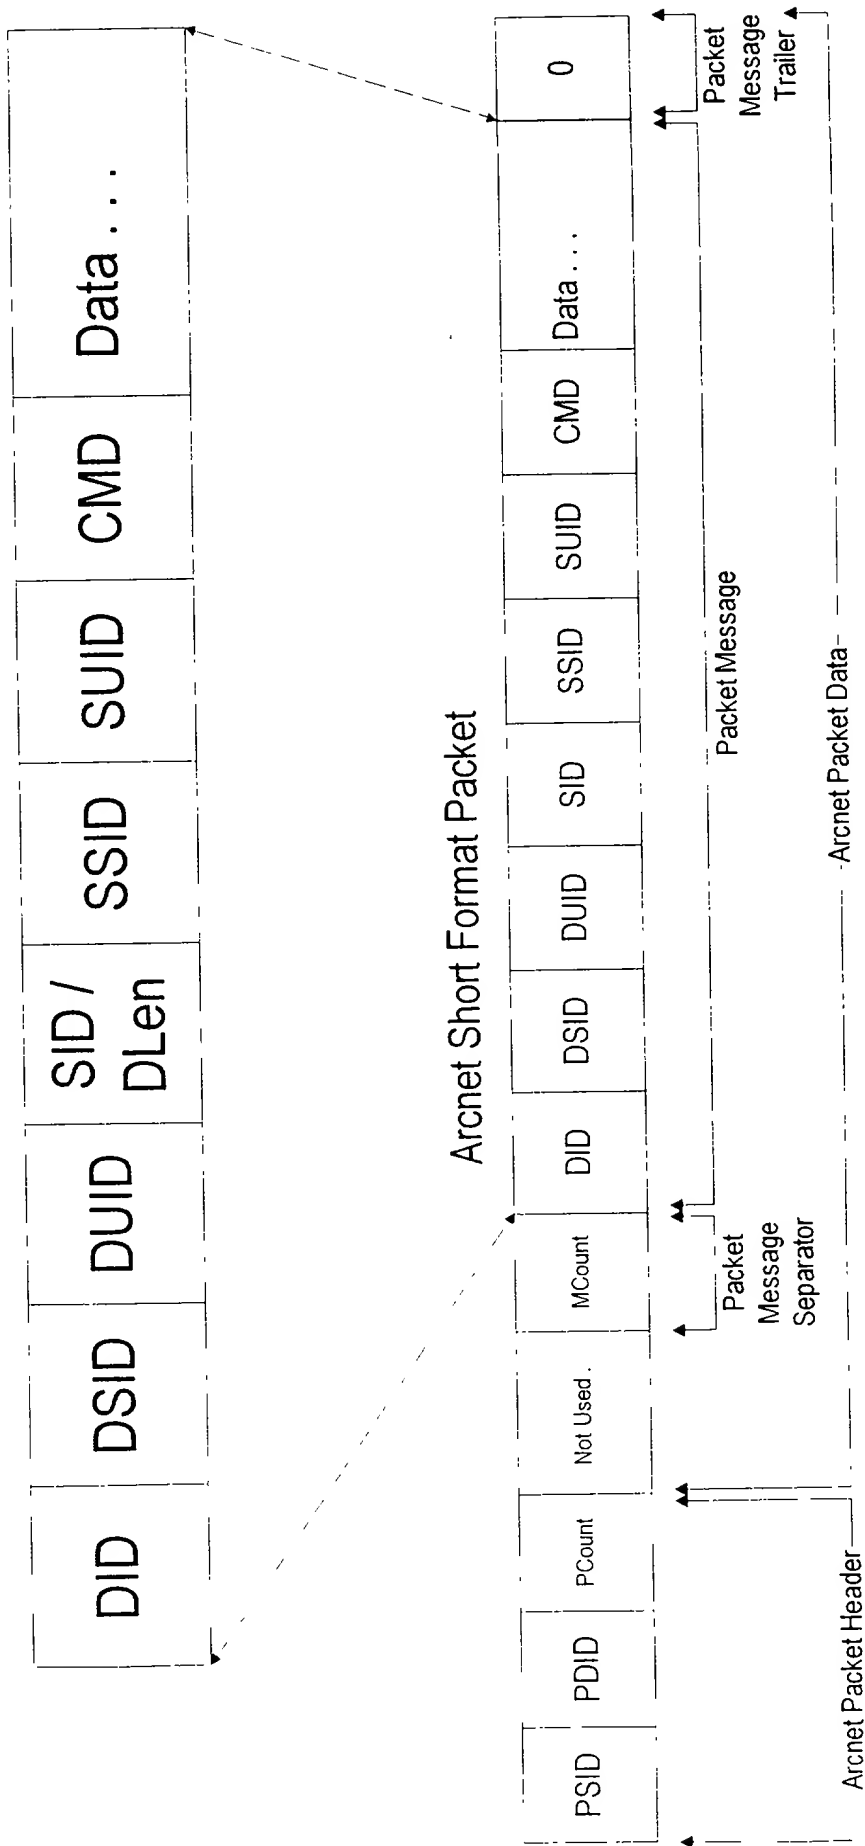 DID
DSID
DUID
SID /
DLen
SSID
SUID
CMD
Data . . .
Arcnet Short Format Packet
PSID
PDID
PCount
Not Used .
MCount
DID
DSID
DUID
SID
SSID
SUID
CMD
Data . . .
0
Packet
Message
Separator
Packet Message
Packet
Message
Trailer
Arcnet Packet Header
Arcnet Packet Data